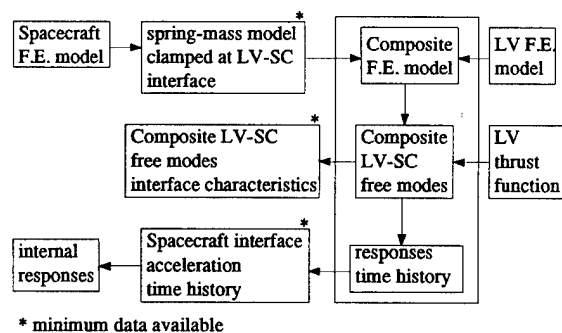 Spacecraft
F.E. model
*
spring-mass model
clamped at LV-SC
interface
Composite
F.E. model
LV F.E.
model
*
Composite LV-SC
free modes
interface characteristics
Composite
LV-SC
free modes
LV
thrust
function
internal
responses
*
Spacecraft interface
acceleration
time history
responses
time history
* minimum data available